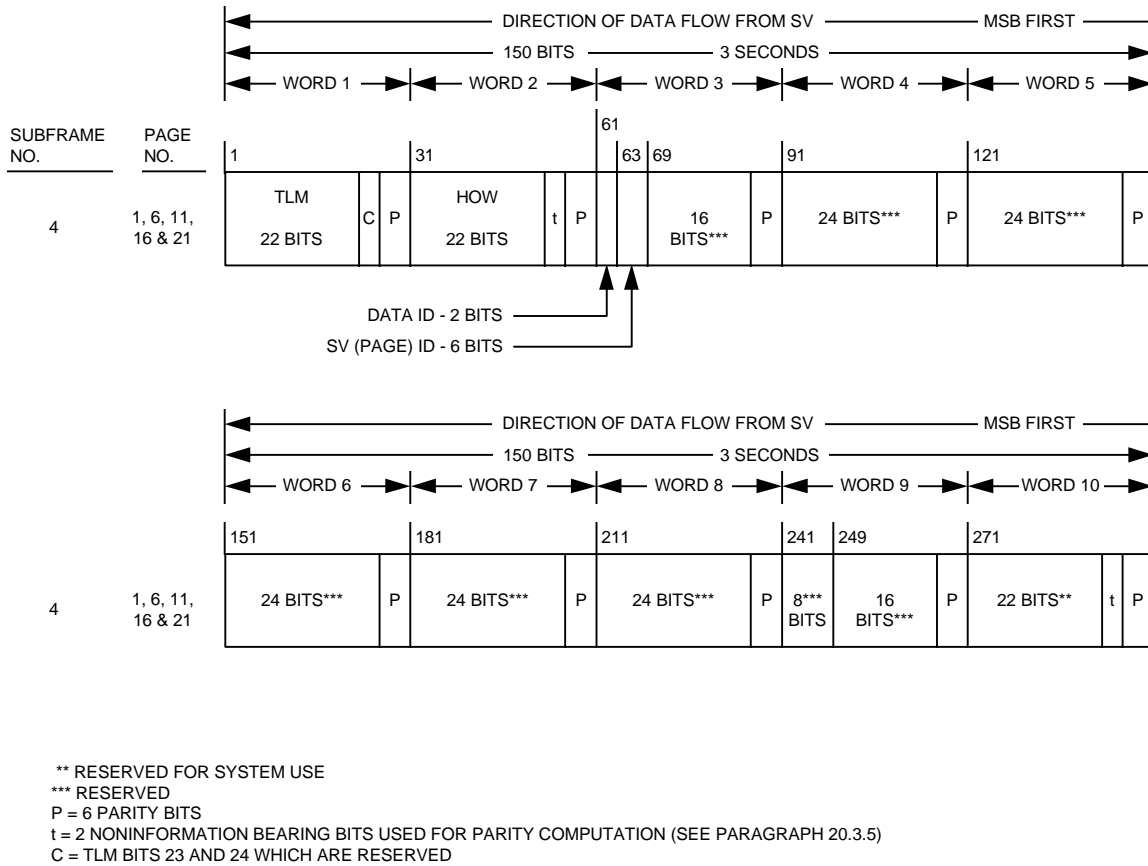 DIRECTION OF DATA FLOW FROM SV MSB FIRST
150 BITS 3 SECONDS
WORD 1 WORD 2 WORD 3 WORD 4 WORD 5
61
SUBFRAME PAGE
NO. NO. 1 31 63 69 91 121
TLM HOW
4 1, 6, 11, C P t P 16 P 24 BITS*** P 24 BITS*** P
16 & 21 22 BITS 22 BITS BITS***
DATA ID - 2 BITS
SV (PAGE) ID - 6 BITS
DIRECTION OF DATA FLOW FROM SV MSB FIRST
150 BITS 3 SECONDS
WORD 6 WORD 7 WORD 8 WORD 9 WORD 10
151 181 211 241 249 271
4 1, 6, 11, 24 BITS*** P 24 BITS*** P 24 BITS*** P 8*** 16 P 22 BITS** t P
16 & 21 BITS BITS***
** RESERVED FOR SYSTEM USE
*** RESERVED
P = 6 PARITY BITS
t = 2 NONINFORMATION BEARING BITS USED FOR PARITY COMPUTATION (SEE PARAGRAPH 20.3.5)
C = TLM BITS 23 AND 24 WHICH ARE RESERVED